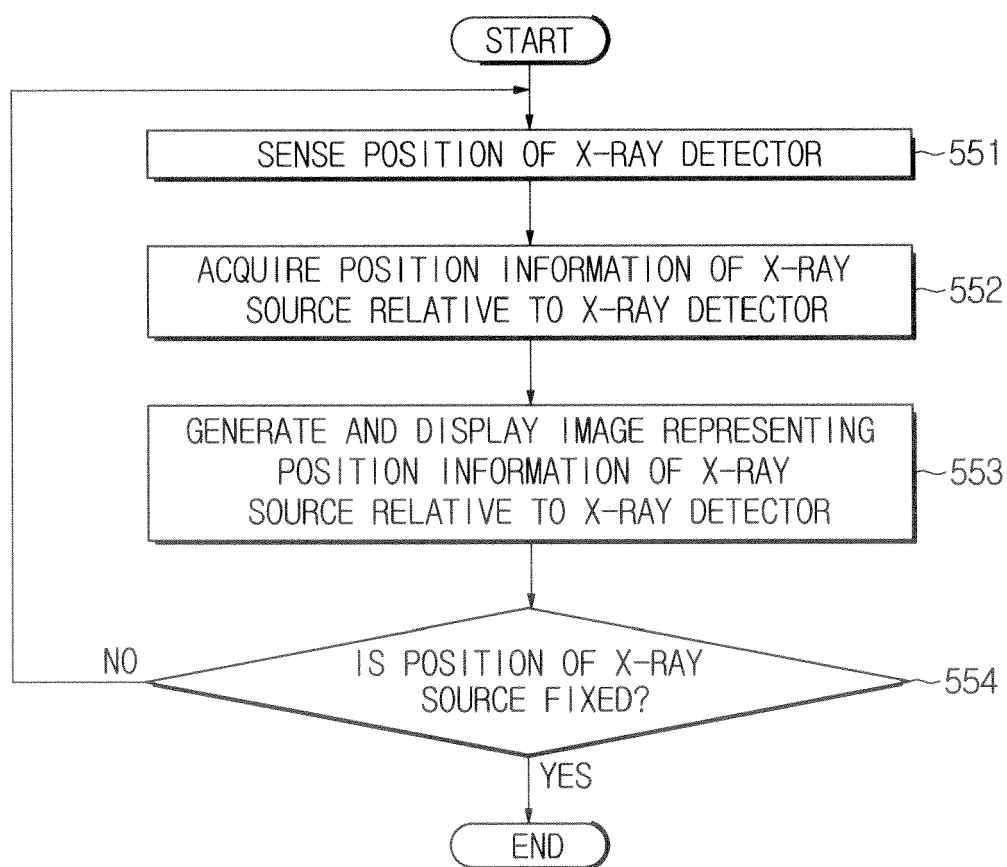 START
SENSE POSITION OF X-RAY DETECTOR
551
ACQUIRE POSITION INFORMATION OF X-RAY
SOURCE RELATIVE TO X-RAY DETECTOR
552
GENERATE AND DISPLAY IMAGE REPRESENTING
POSITION INFORMATION OF X-RAY
SOURCE RELATIVE TO X-RAY DETECTOR
553
NO
IS POSITION OF X-RAY
SOURCE FIXED?
554
YES
END